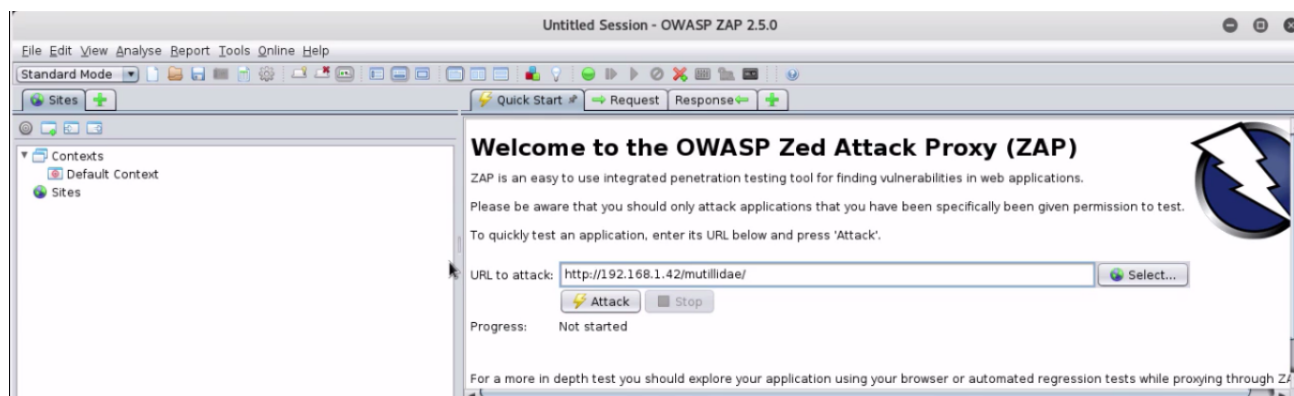 Untitled Session - OWASP ZAP 2.5.0
File Edit View Analyse Report Tools Online Help
Standard Mode
Sites
Quick Start Request Response
Contexts
Default Context
Sites
Welcome to the OWASP Zed Attack Proxy (ZAP)
ZAP is an easy to use integrated penetration testing tool for finding vulnerabilities in web applications.
Please be aware that you should only attack applications that you have been specifically been given permission to test.
To quickly test an application, enter its URL below and press 'Attack'.
URL to attack: http://192.168.1.42/mutillidae/ Select...
Attack Stop
Progress: Not started
For a more in depth test you should explore your application using your browser or automated regression tests while proxying through